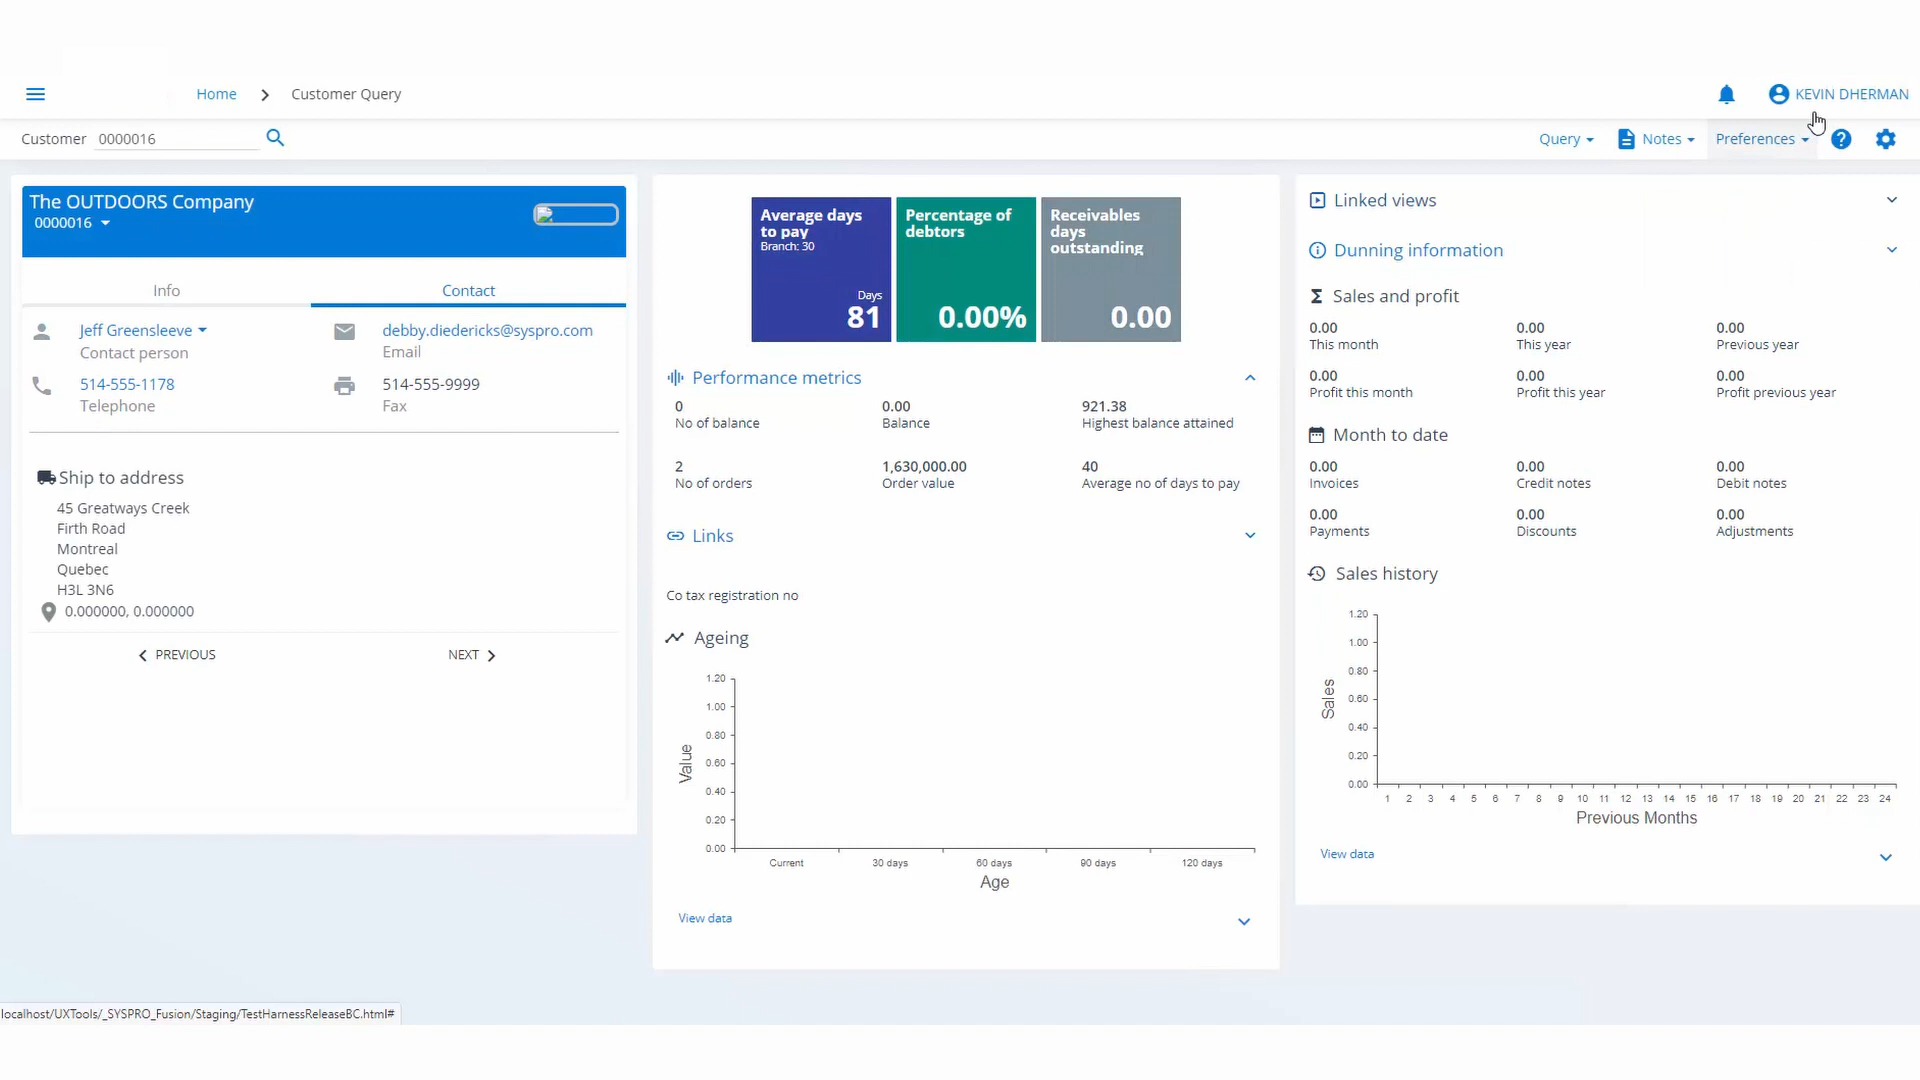 Home
Customer Query
KEVIN DHERMAN
Customer 0000016
Query
Notes
Preferences
The OUTDOORS Company
0000016
Info
Contact
Jeff Greensleeve
Contact person
debby.diedericks@syspro.com
Email
514-555-1178
Telephone
514-555-9999
Fax
Ship to address
45 Greatways Creek
Firth Road
Montreal
Quebec
H3L 3N6
0.000000, 0.000000
PREVIOUS
NEXT
Average days
to pay
Branch: 30
Days
81
Percentage of
debtors
0.00%
Receivables
days
outstanding
0.00
Performance metrics
0
No of balance
0.00
Balance
921.38
Highest balance attained
2
No of orders
1,630,000.00
Order value
40
Average no of days to pay
Links
Co tax registration no
Ageing
1.20
1.00
0.80
0.60
0.40
0.20
0.00
Value
Current 30 days 60 days 90 days 120 days
Age
View data
Linked views
Dunning information
Sales and profit
0.00
This month
0.00
This year
0.00
Previous year
0.00
Profit this month
0.00
Profit this year
0.00
Profit previous year
Month to date
0.00
Invoices
0.00
Credit notes
0.00
Debit notes
0.00
Payments
0.00
Discounts
0.00
Adjustments
Sales history
1.20
1.00
0.80
0.60
0.40
0.20
0.00
Sales
1 2 3 4 5 6 7 8 9 10 11 12 13 14 15 16 17 18 19 20 21 22 23 24
Previous Months
View data
localhost/UXTools/_SYSPRO_Fusion/Staging/TestHarnessReleaseBC.html#